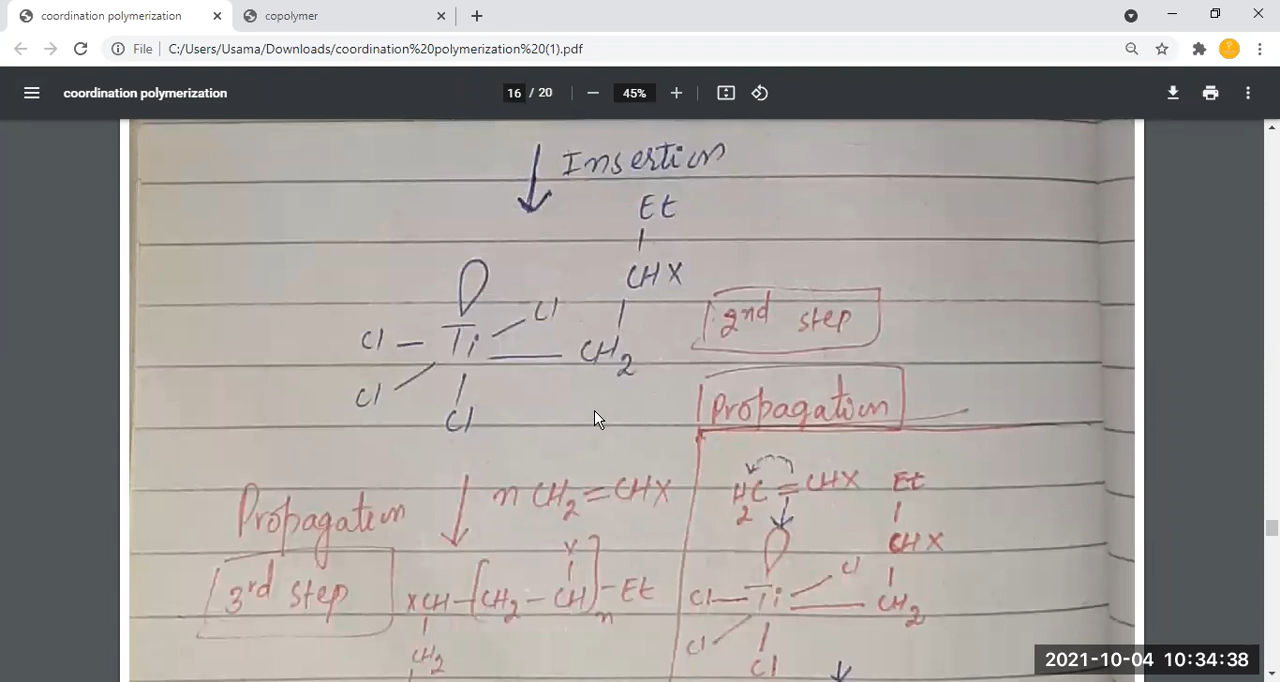 coordination polymerization
copolymer
File
C:/Users/Usama/Downloads/coordination%20polymerization%20(1).pdf
coordination polymerization
16 / 20
45%
Insertion
Et
CHX
Cl
Cl
Ti
CH2
Cl
Cl
2nd step
Propagation
Propagation
n CH2=CHX
3rd step
XCH-[CH2-CH]n-Et
CH2
H2C=CHX
Et
CHX
Cl
Cl
Ti
CH2
Cl
Cl
2021-10-04 10:34:38